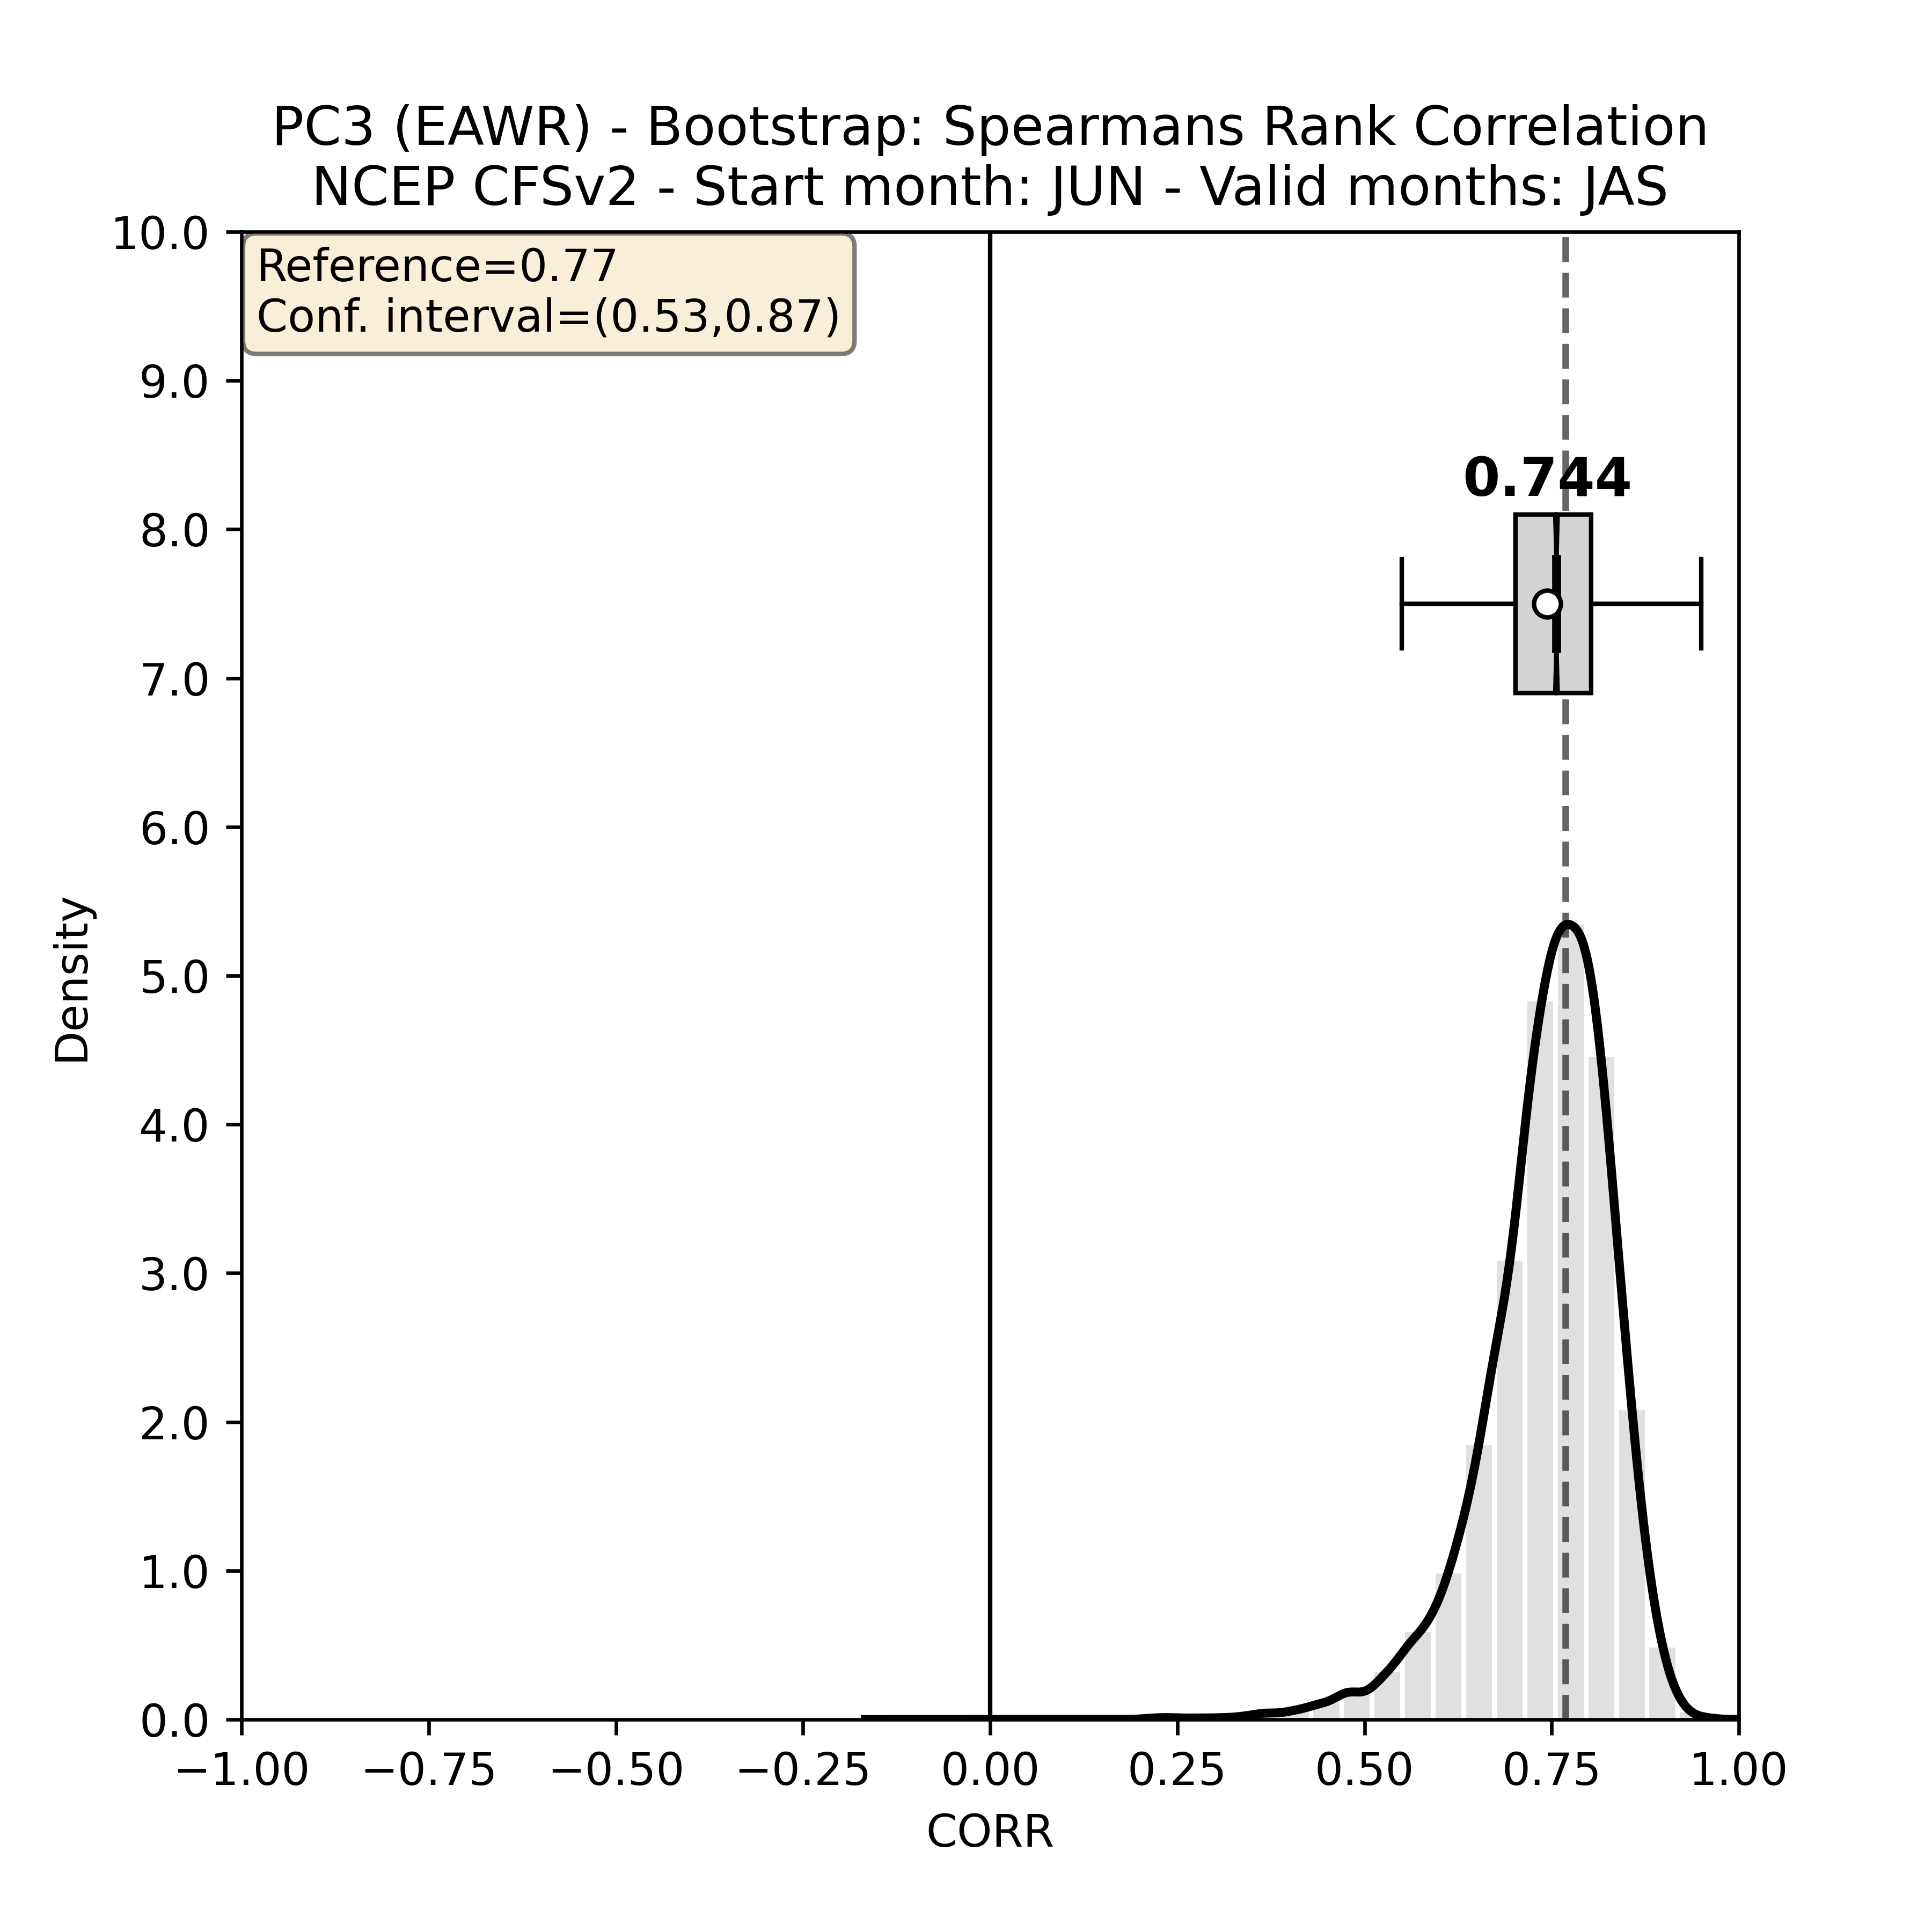 PC3 (EAWR) - Bootstrap: Spearmans Rank Correlation
NCEP CFSv2 - Start month: JUN - Valid months: JAS
Reference=0.77
Conf. interval=(0.53,0.87)
10.0
9.0
8.0
7.0
6.0
5.0
4.0
3.0
2.0
1.0
0.0
Density
0.744
−1.00 −0.75 −0.50 −0.25 0.00 0.25 0.50 0.75 1.00
CORR